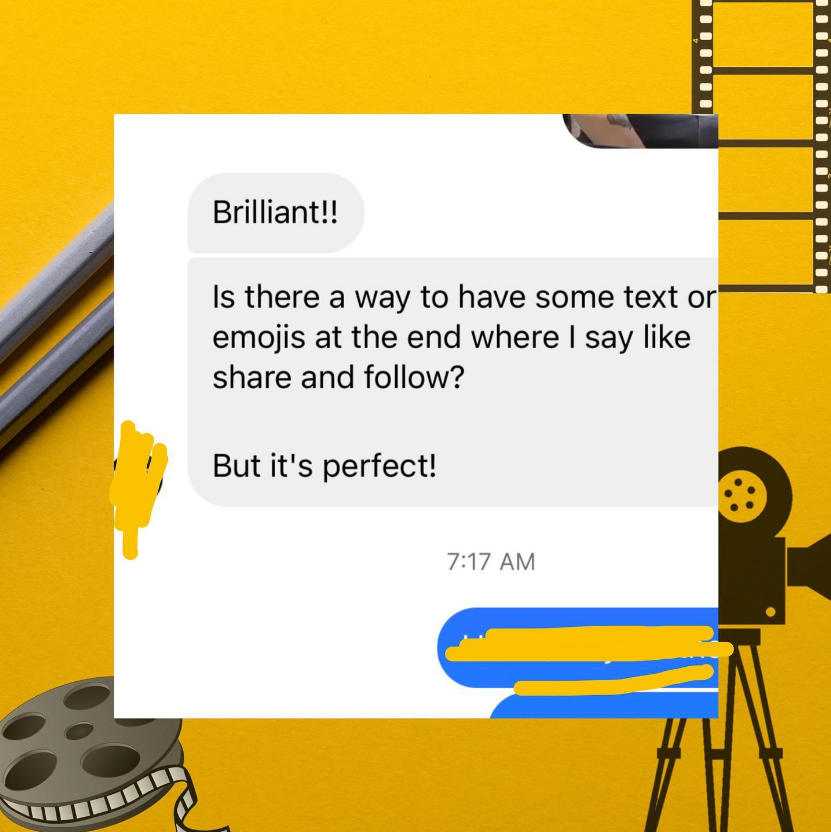 Brilliant!!
Is there a way to have some text or
emojis at the end where I say like
share and follow?
But it's perfect!
7:17 AM